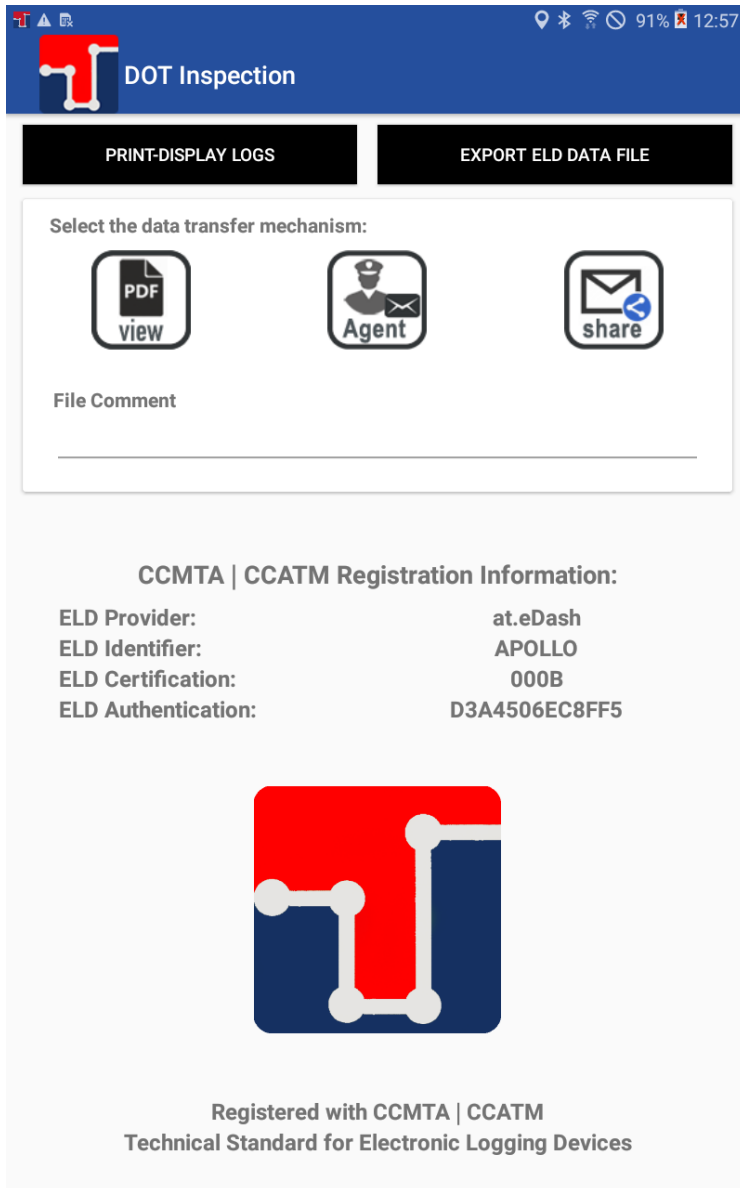 91% 12:57
DOT Inspection
PRINT-DISPLAY LOGS EXPORT ELD DATA FILE
Select the data transfer mechanism:
PDF
view Agent share
File Comment
CCMTA | CCATM Registration Information:
ELD Provider: at.eDash
ELD Identifier: APOLLO
ELD Certification: 000B
ELD Authentication: D3A4506EC8FF5
Registered with CCMTA | CCATM
Technical Standard for Electronic Logging Devices